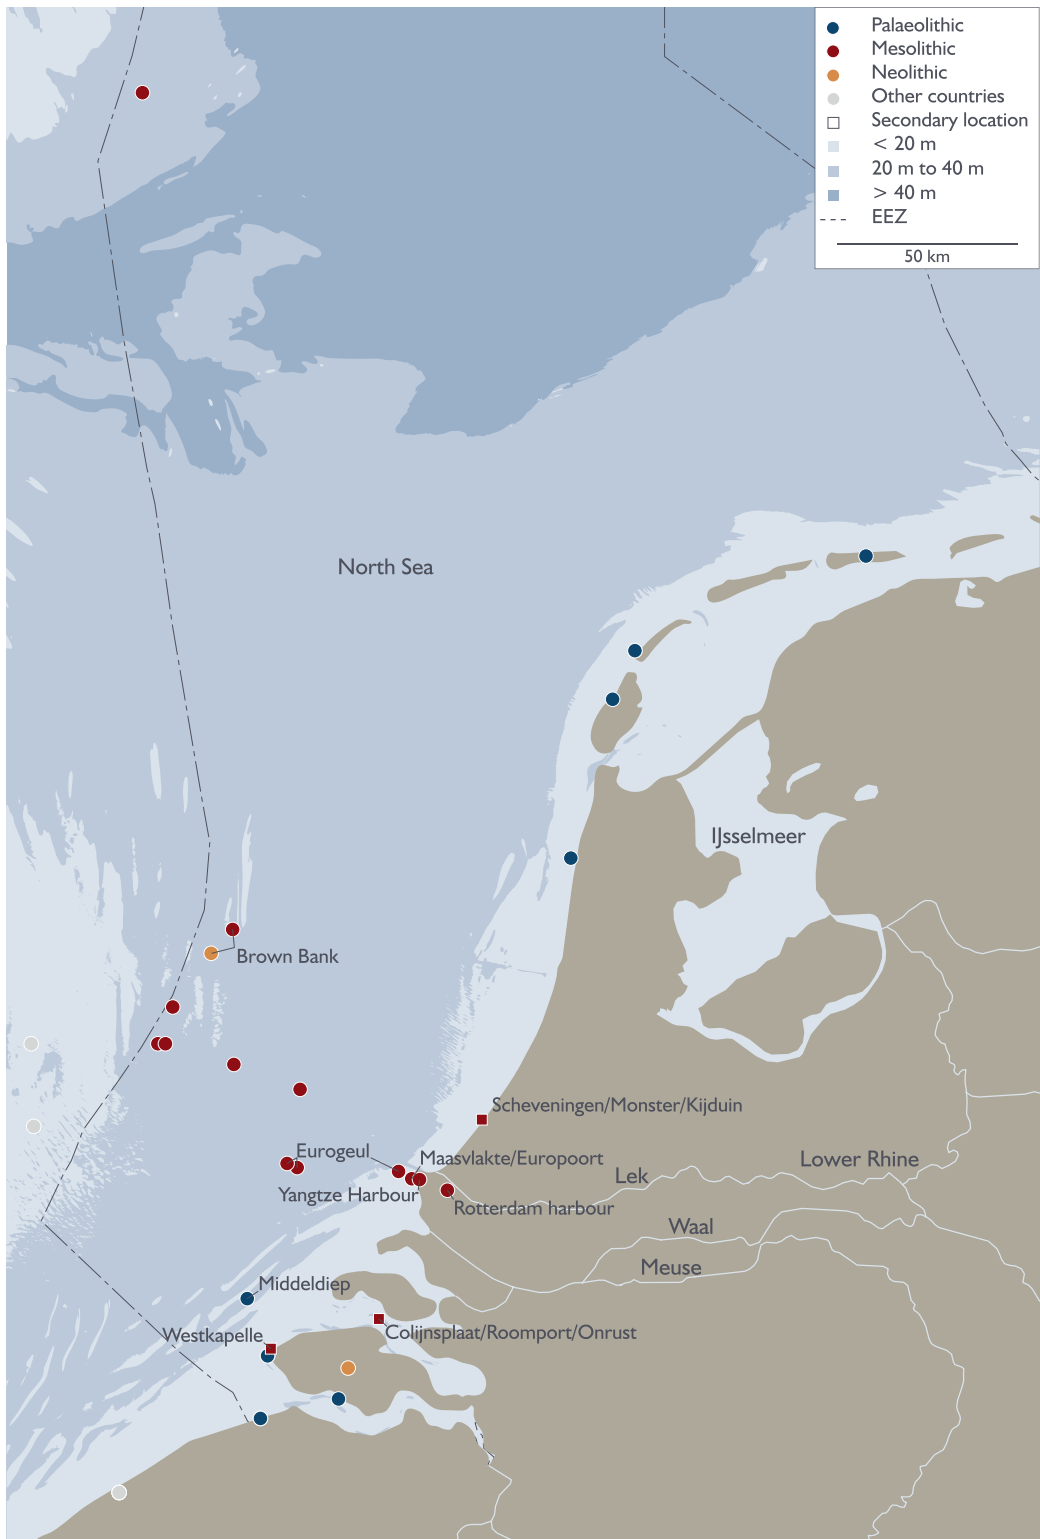 Palaeolithic
Mesolithic
Neolithic
Other countries
Secondary location
< 20 m
20 m to 40 m
> 40 m
EEZ
50 km
North Sea
IJsselmeer
Brown Bank
Scheveningen/Monster/Kijduin
Eurogeul
Maasvlakte/Europoort
Lower Rhine
Lek
Yangtze Harbour
Rotterdam harbour
Waal
Meuse
Middeldiep
Westkapelle
Colijnsplaat/Roomport/Onrust